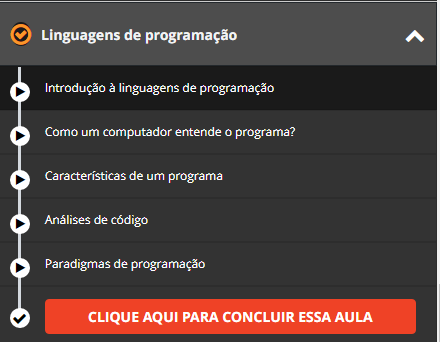 Linguagens de programação
Introdução à linguagens de programação
Como um computador entende o programa?
Características de um programa
Análises de código
Paradigmas de programação
CLIQUE AQUI PARA CONCLUIR ESSA AULA